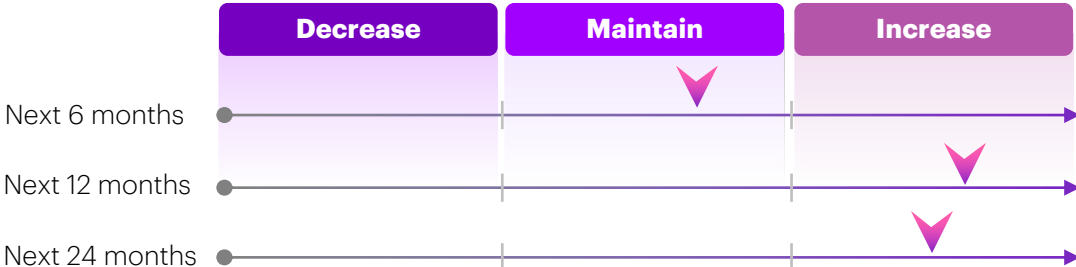 Decrease Maintain Increase
Next 6 months
Next 12 months
Next 24 months